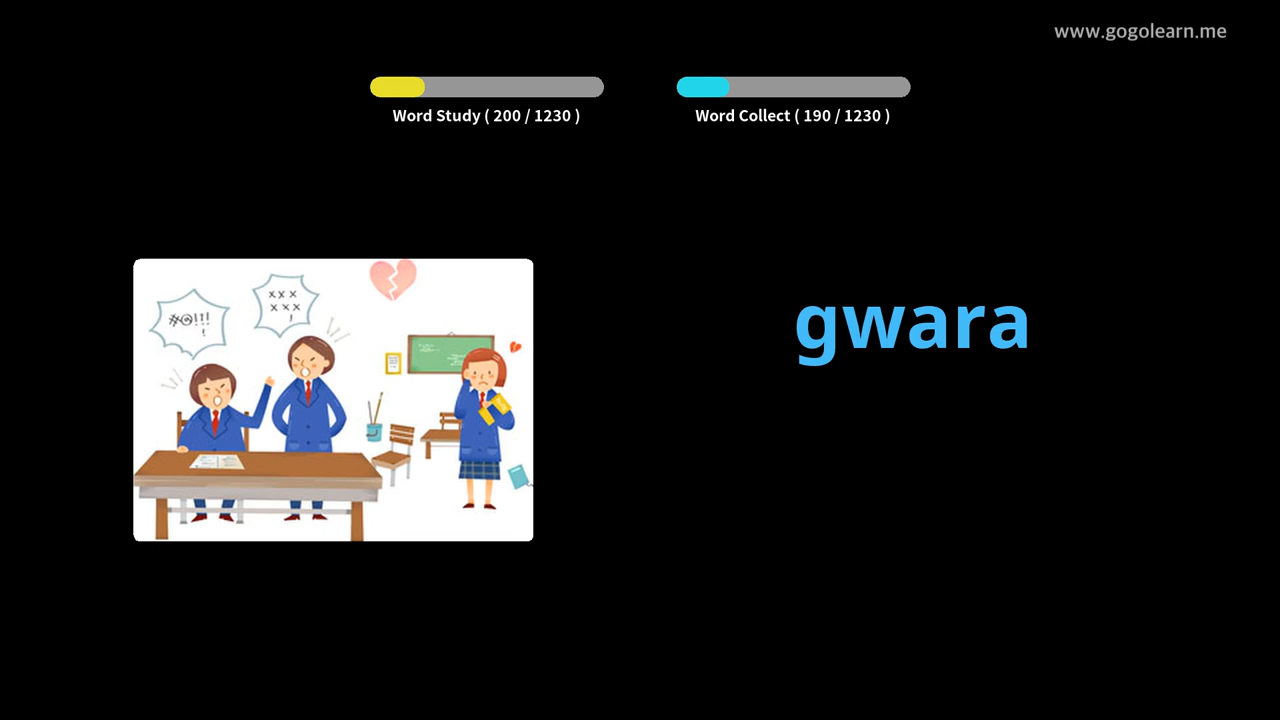 www.gogolearn.me
Word Study ( 200 / 1230 )
Word Collect ( 190 / 1230 )
#@!!!
!
x x x
x x x
!
gwara